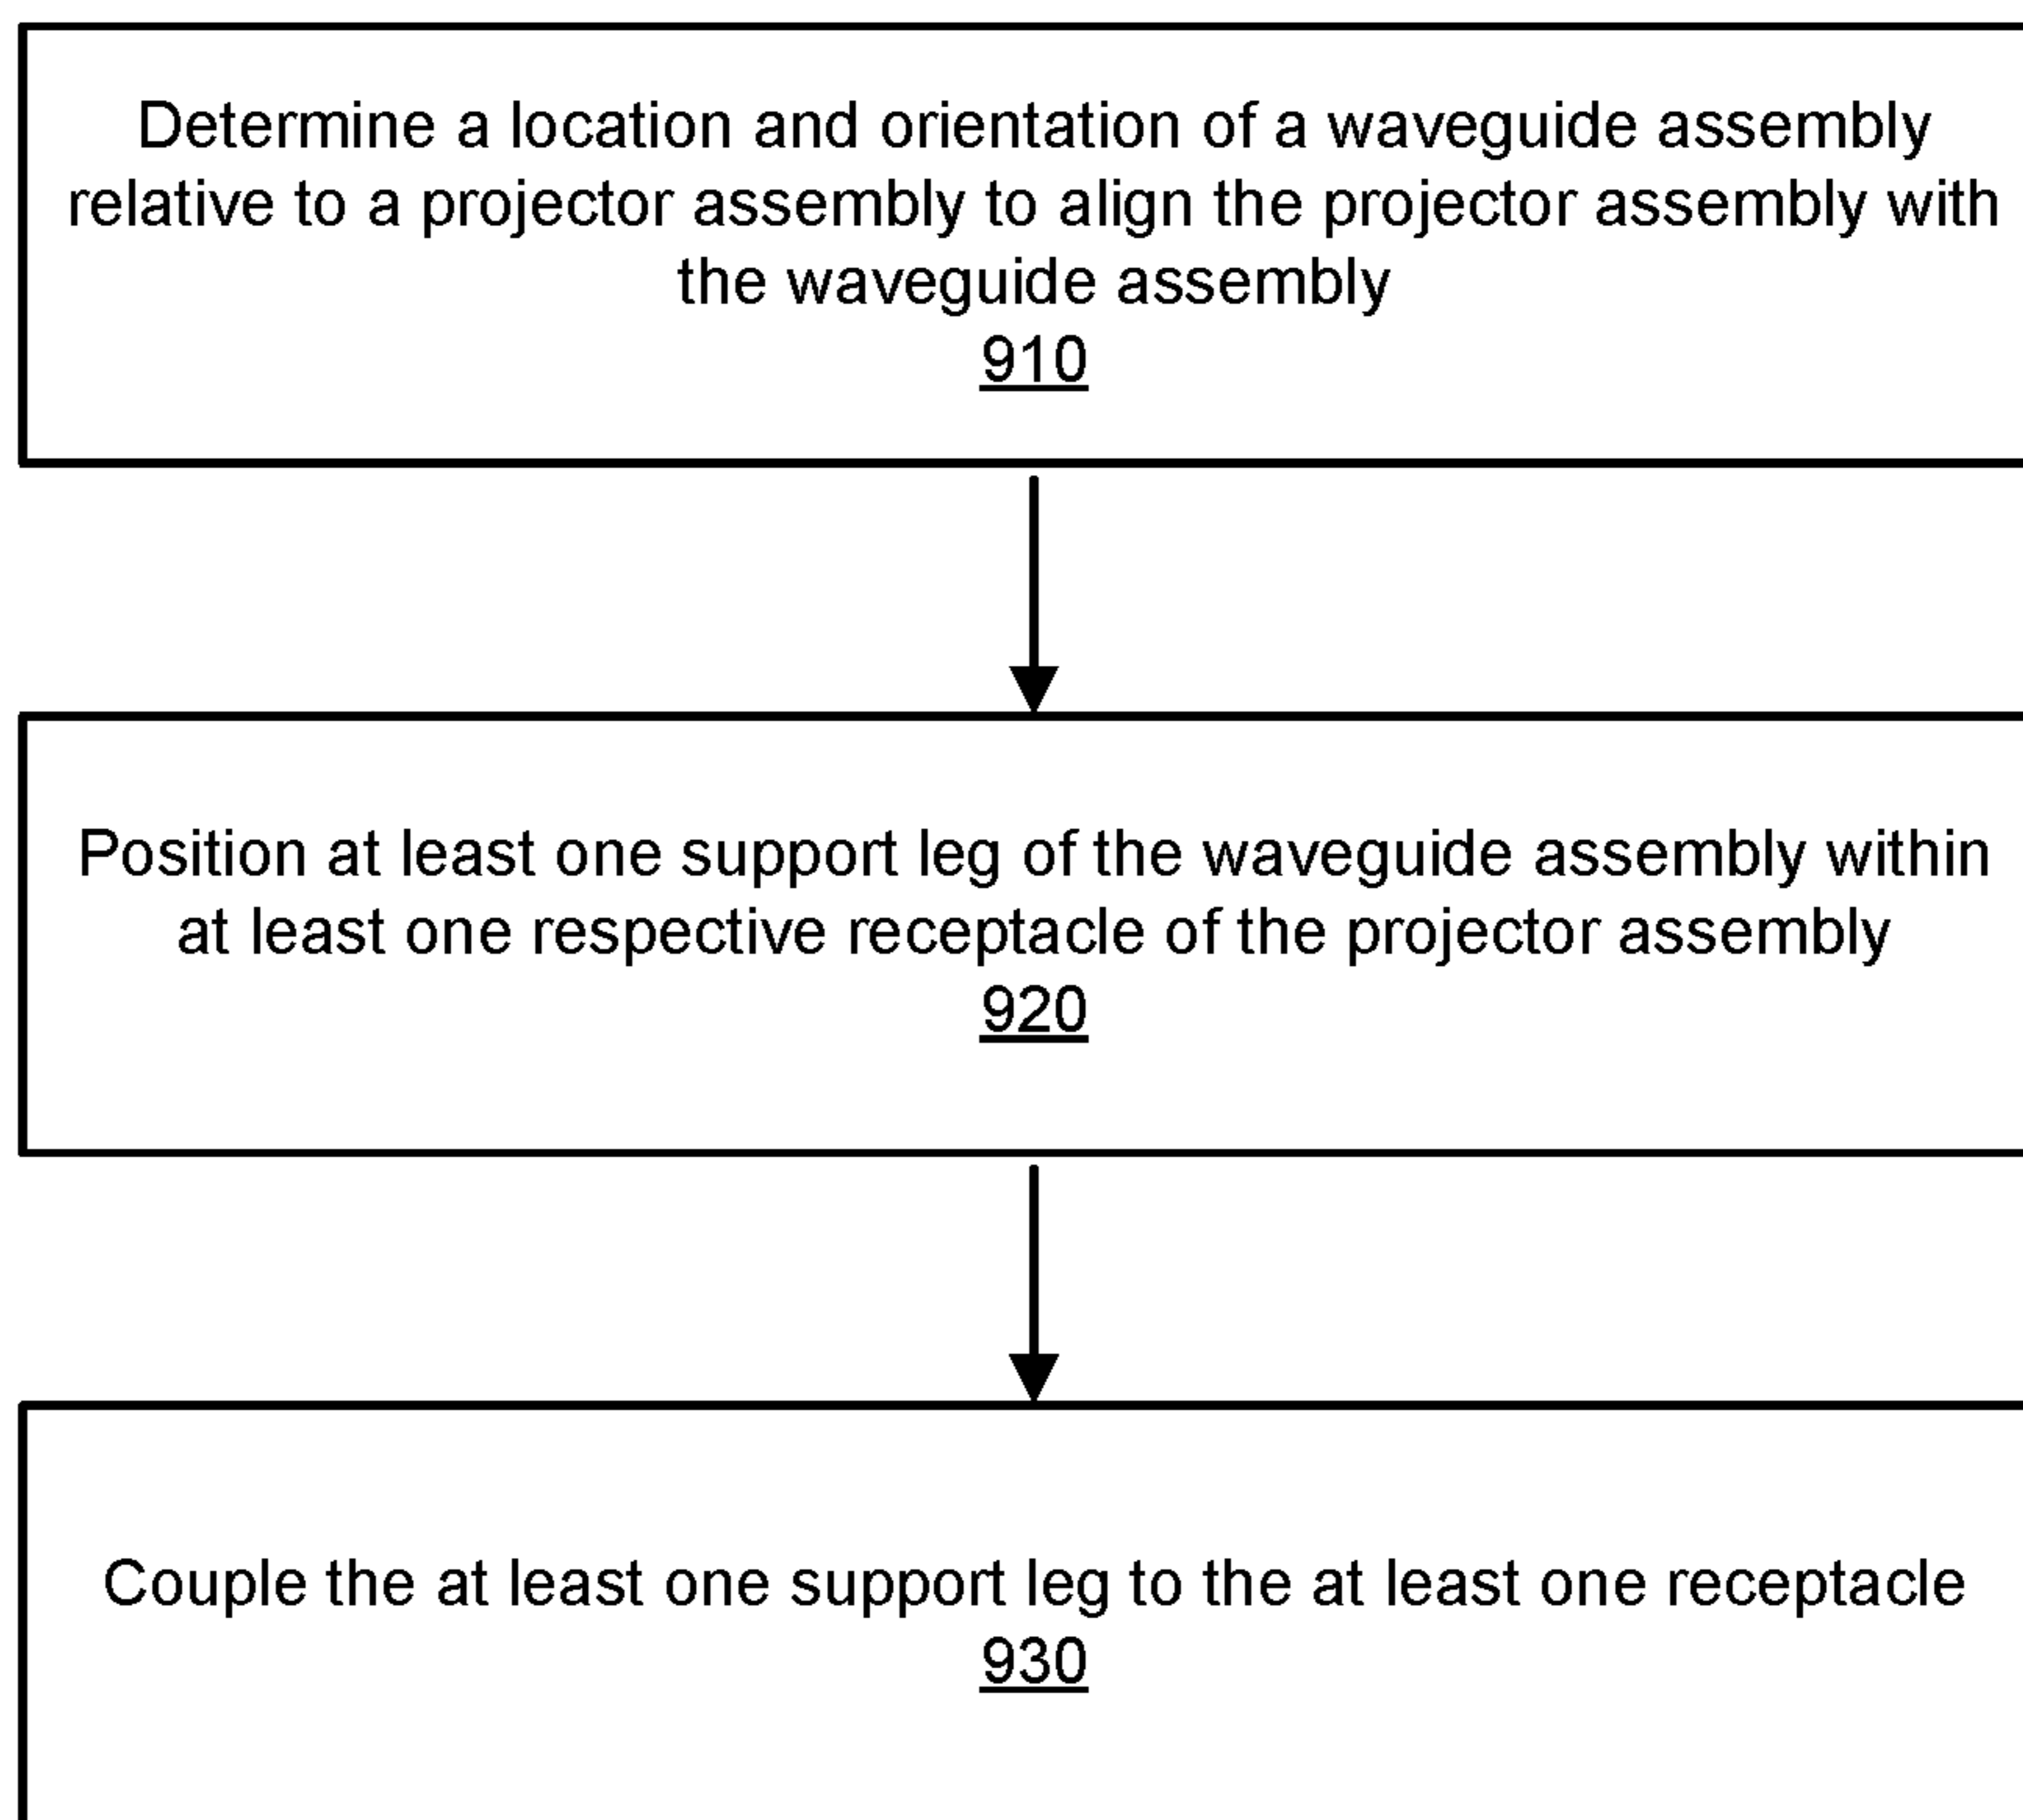 Determine a location and orientation of a waveguide assembly
relative to a projector assembly to align the projector assembly with
the waveguide assembly
910
Position at least one support leg of the waveguide assembly within
at least one respective receptacle of the projector assembly
920
Couple the at least one support leg to the at least one receptacle
930